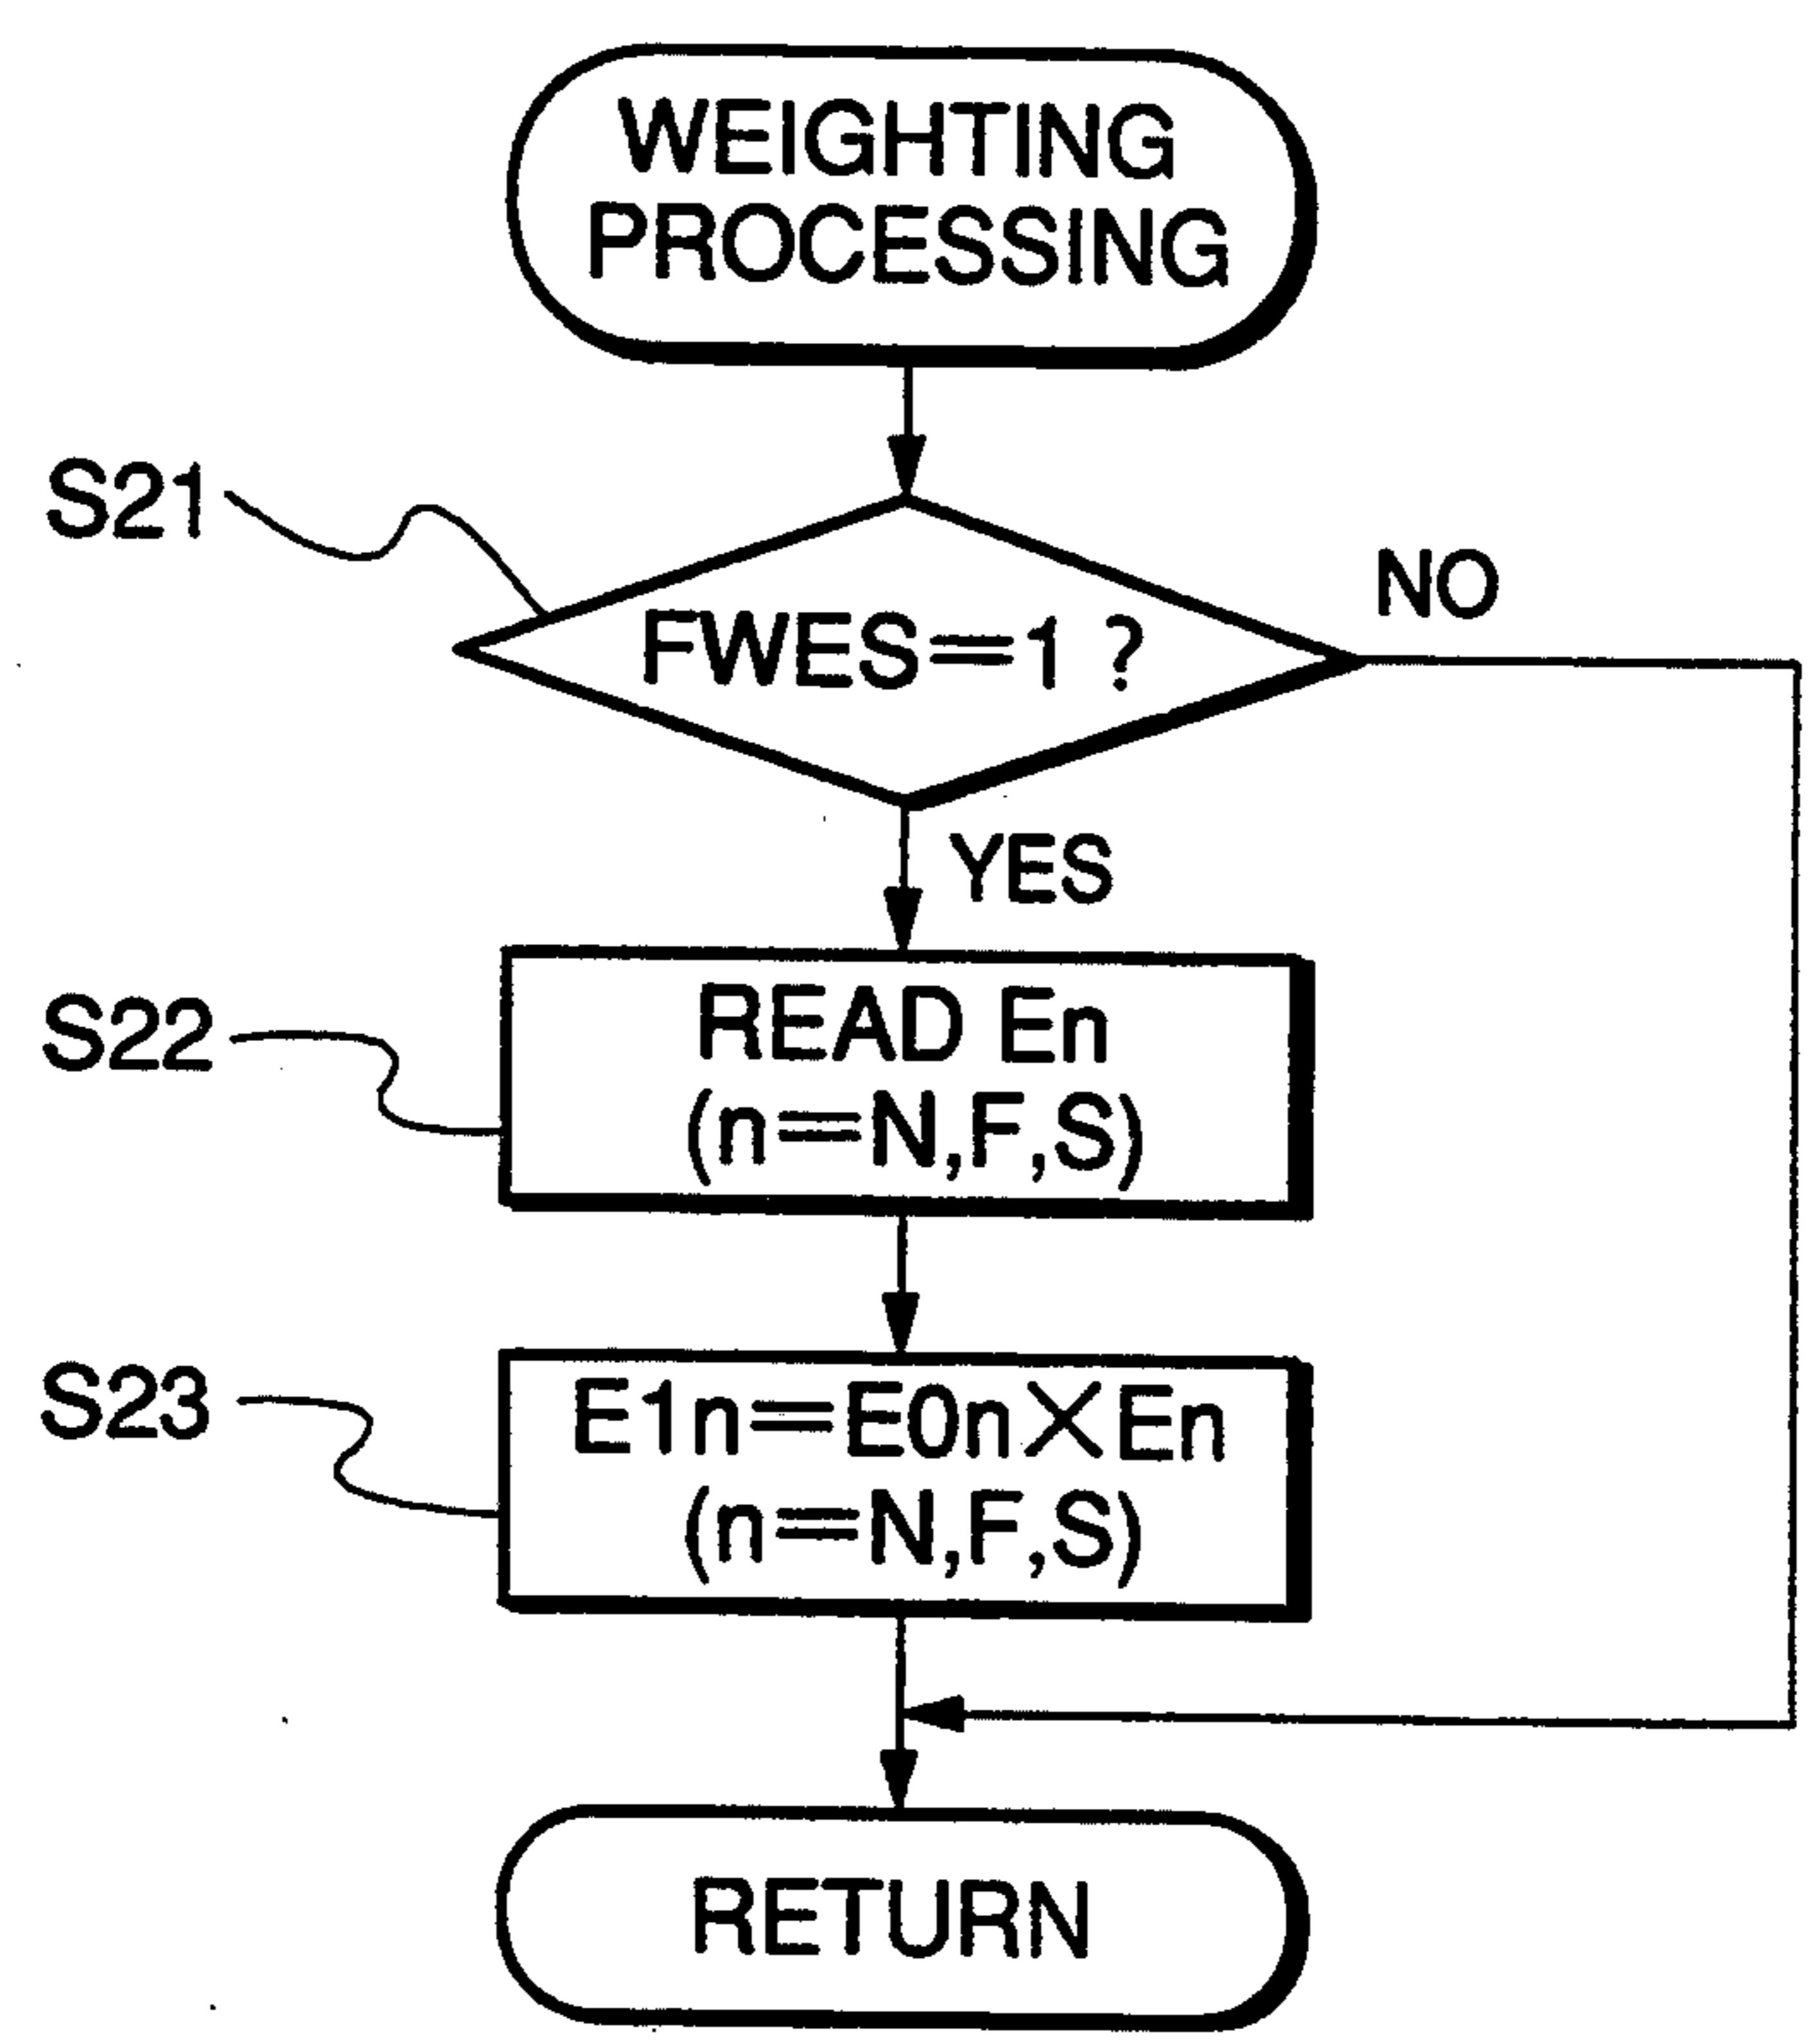 WEIGHTING
PROCESSING
S21
FWES=1 ?
NO
YES
S22
READ En
(n=N,F,S)
S23
E1n=E0n×En
(n=N,F,S)
RETURN